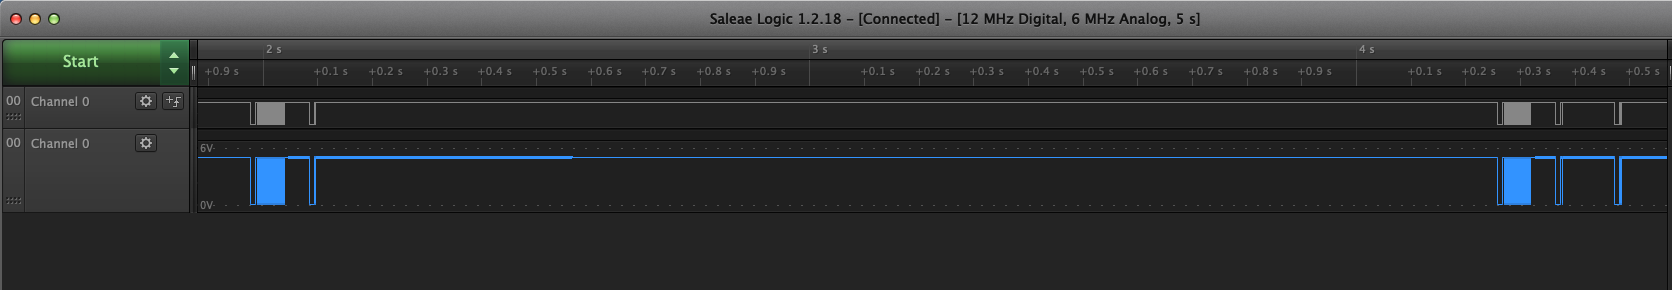 Saleae Logic 1.2.18 – [Connected] – [12 MHz Digital, 6 MHz Analog, 5 s]
Start
2 s 3 s 4 s
+0.9 s +0.1 s +0.2 s +0.3 s +0.4 s +0.5 s +0.6 s +0.7 s +0.8 s +0.9 s +0.1 s +0.2 s +0.3 s +0.4 s +0.5 s +0.6 s +0.7 s +0.8 s +0.9 s +0.1 s +0.2 s +0.3 s +0.4 s +0.5 s
00 Channel 0
00 Channel 0
6V
0V